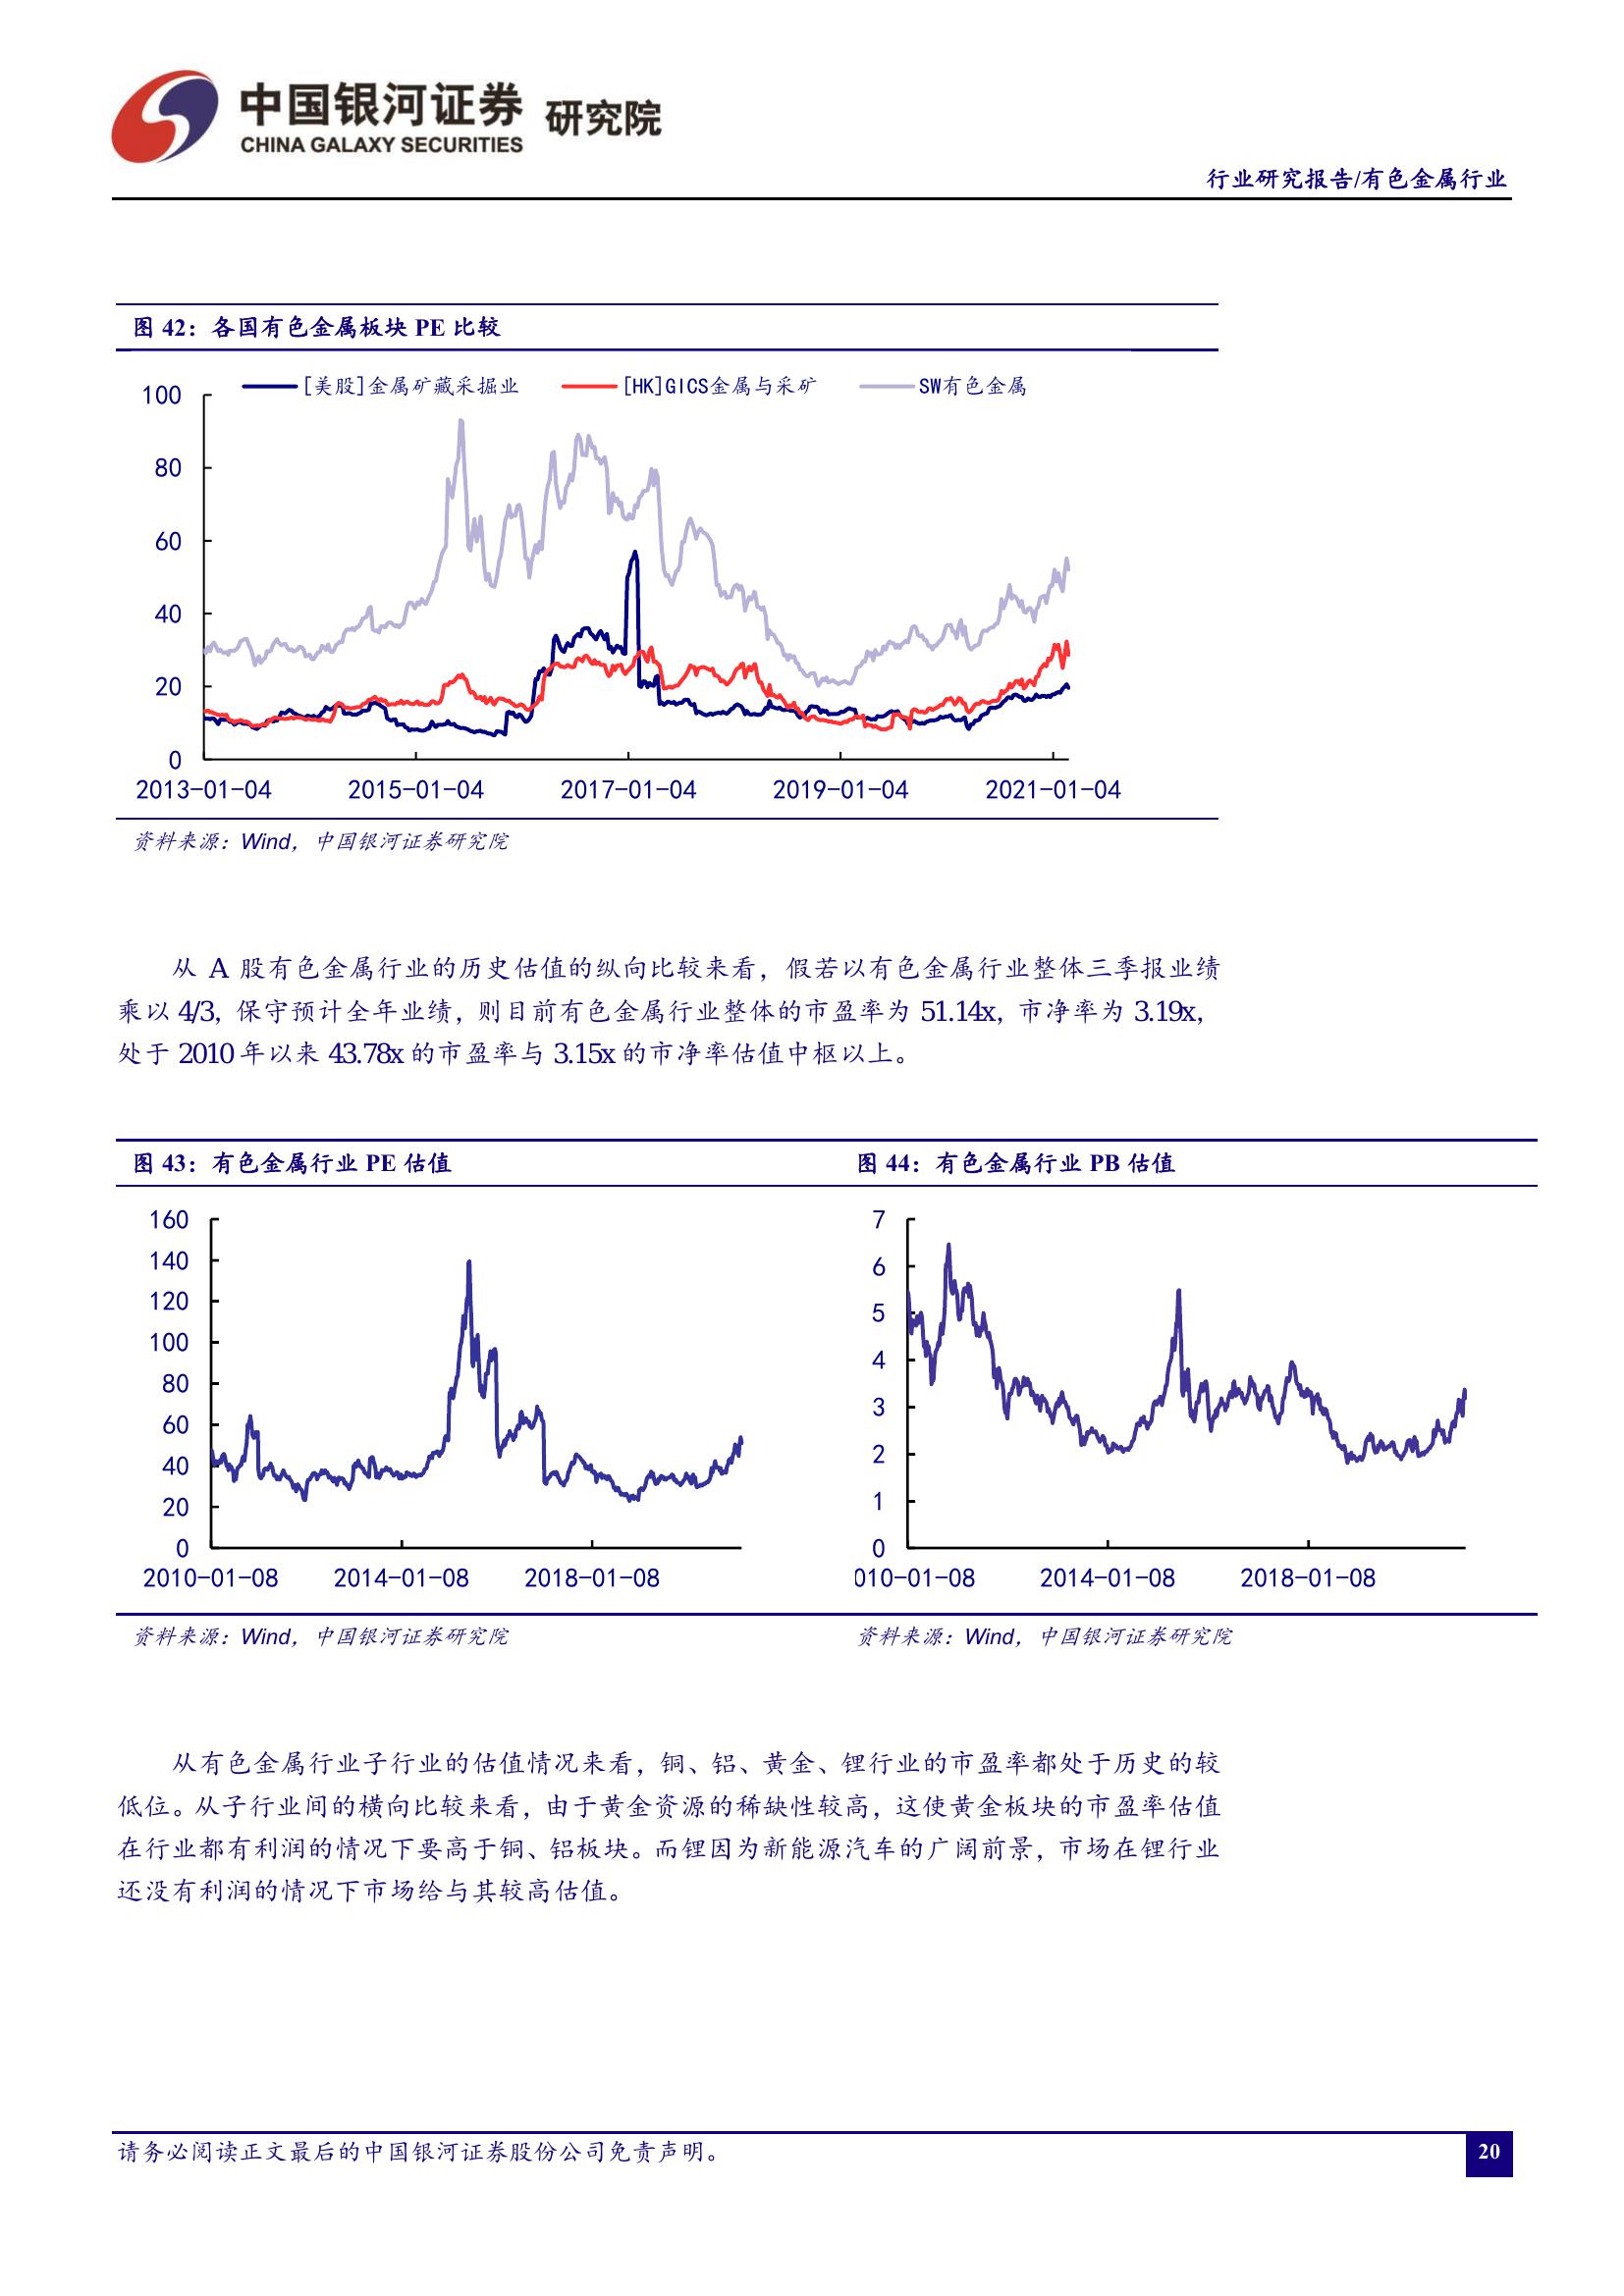 中国银河证券 研究院
CHINA GALAXY SECURITIES
行业研究报告/有色金属行业
图 42：各国有色金属板块 PE 比较
[美股]金属矿藏采掘业 [HK]GICS金属与采矿 SW有色金属
100
80
60
40
20
0
2013-01-04 2015-01-04 2017-01-04 2019-01-04 2021-01-04
资料来源：Wind，中国银河证券研究院
从 A 股有色金属行业的历史估值的纵向比较来看，假若以有色金属行业整体三季报业绩
乘以 4/3，保守预计全年业绩，则目前有色金属行业整体的市盈率为 51.14x，市净率为 3.19x，
处于 2010 年以来 43.78x 的市盈率与 3.15x 的市净率估值中枢以上。
图 43：有色金属行业 PE 估值
160
140
120
100
80
60
40
20
0
2010-01-08 2014-01-08 2018-01-08
资料来源：Wind，中国银河证券研究院
图 44：有色金属行业 PB 估值
7
6
5
4
3
2
1
0
010-01-08 2014-01-08 2018-01-08
资料来源：Wind，中国银河证券研究院
从有色金属行业子行业的估值情况来看，铜、铝、黄金、锂行业的市盈率都处于历史的较
低位。从子行业间的横向比较来看，由于黄金资源的稀缺性较高，这使黄金板块的市盈率估值
在行业都有利润的情况下要高于铜、铝板块。而锂因为新能源汽车的广阔前景，市场在锂行业
还没有利润的情况下市场给与其较高估值。
请务必阅读正文最后的中国银河证券股份公司免责声明。
20